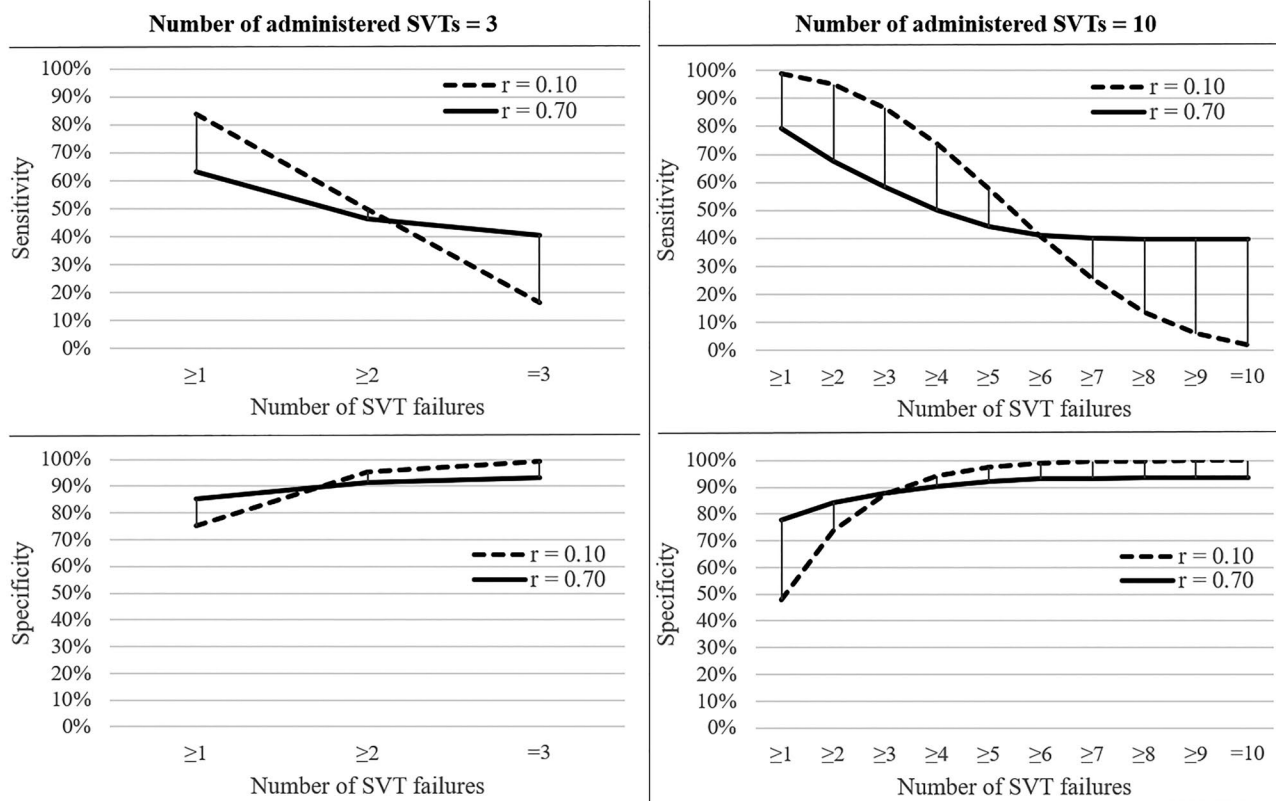 Number of administered SVTs = 3
100%
90%
80%
70%
60%
50%
40%
30%
20%
10%
0%
Sensitivity
r = 0.10
r = 0.70
≥1 ≥2 =3
Number of SVT failures
Number of administered SVTs = 10
100%
90%
80%
70%
60%
50%
40%
30%
20%
10%
0%
Sensitivity
r = 0.10
r = 0.70
≥1 ≥2 ≥3 ≥4 ≥5 ≥6 ≥7 ≥8 ≥9 =10
Number of SVT failures
100%
90%
80%
70%
60%
50%
40%
30%
20%
10%
0%
Specificity
r = 0.10
r = 0.70
≥1 ≥2 =3
Number of SVT failures
100%
90%
80%
70%
60%
50%
40%
30%
20%
10%
0%
Specificity
r = 0.10
r = 0.70
≥1 ≥2 ≥3 ≥4 ≥5 ≥6 ≥7 ≥8 ≥9 =10
Number of SVT failures